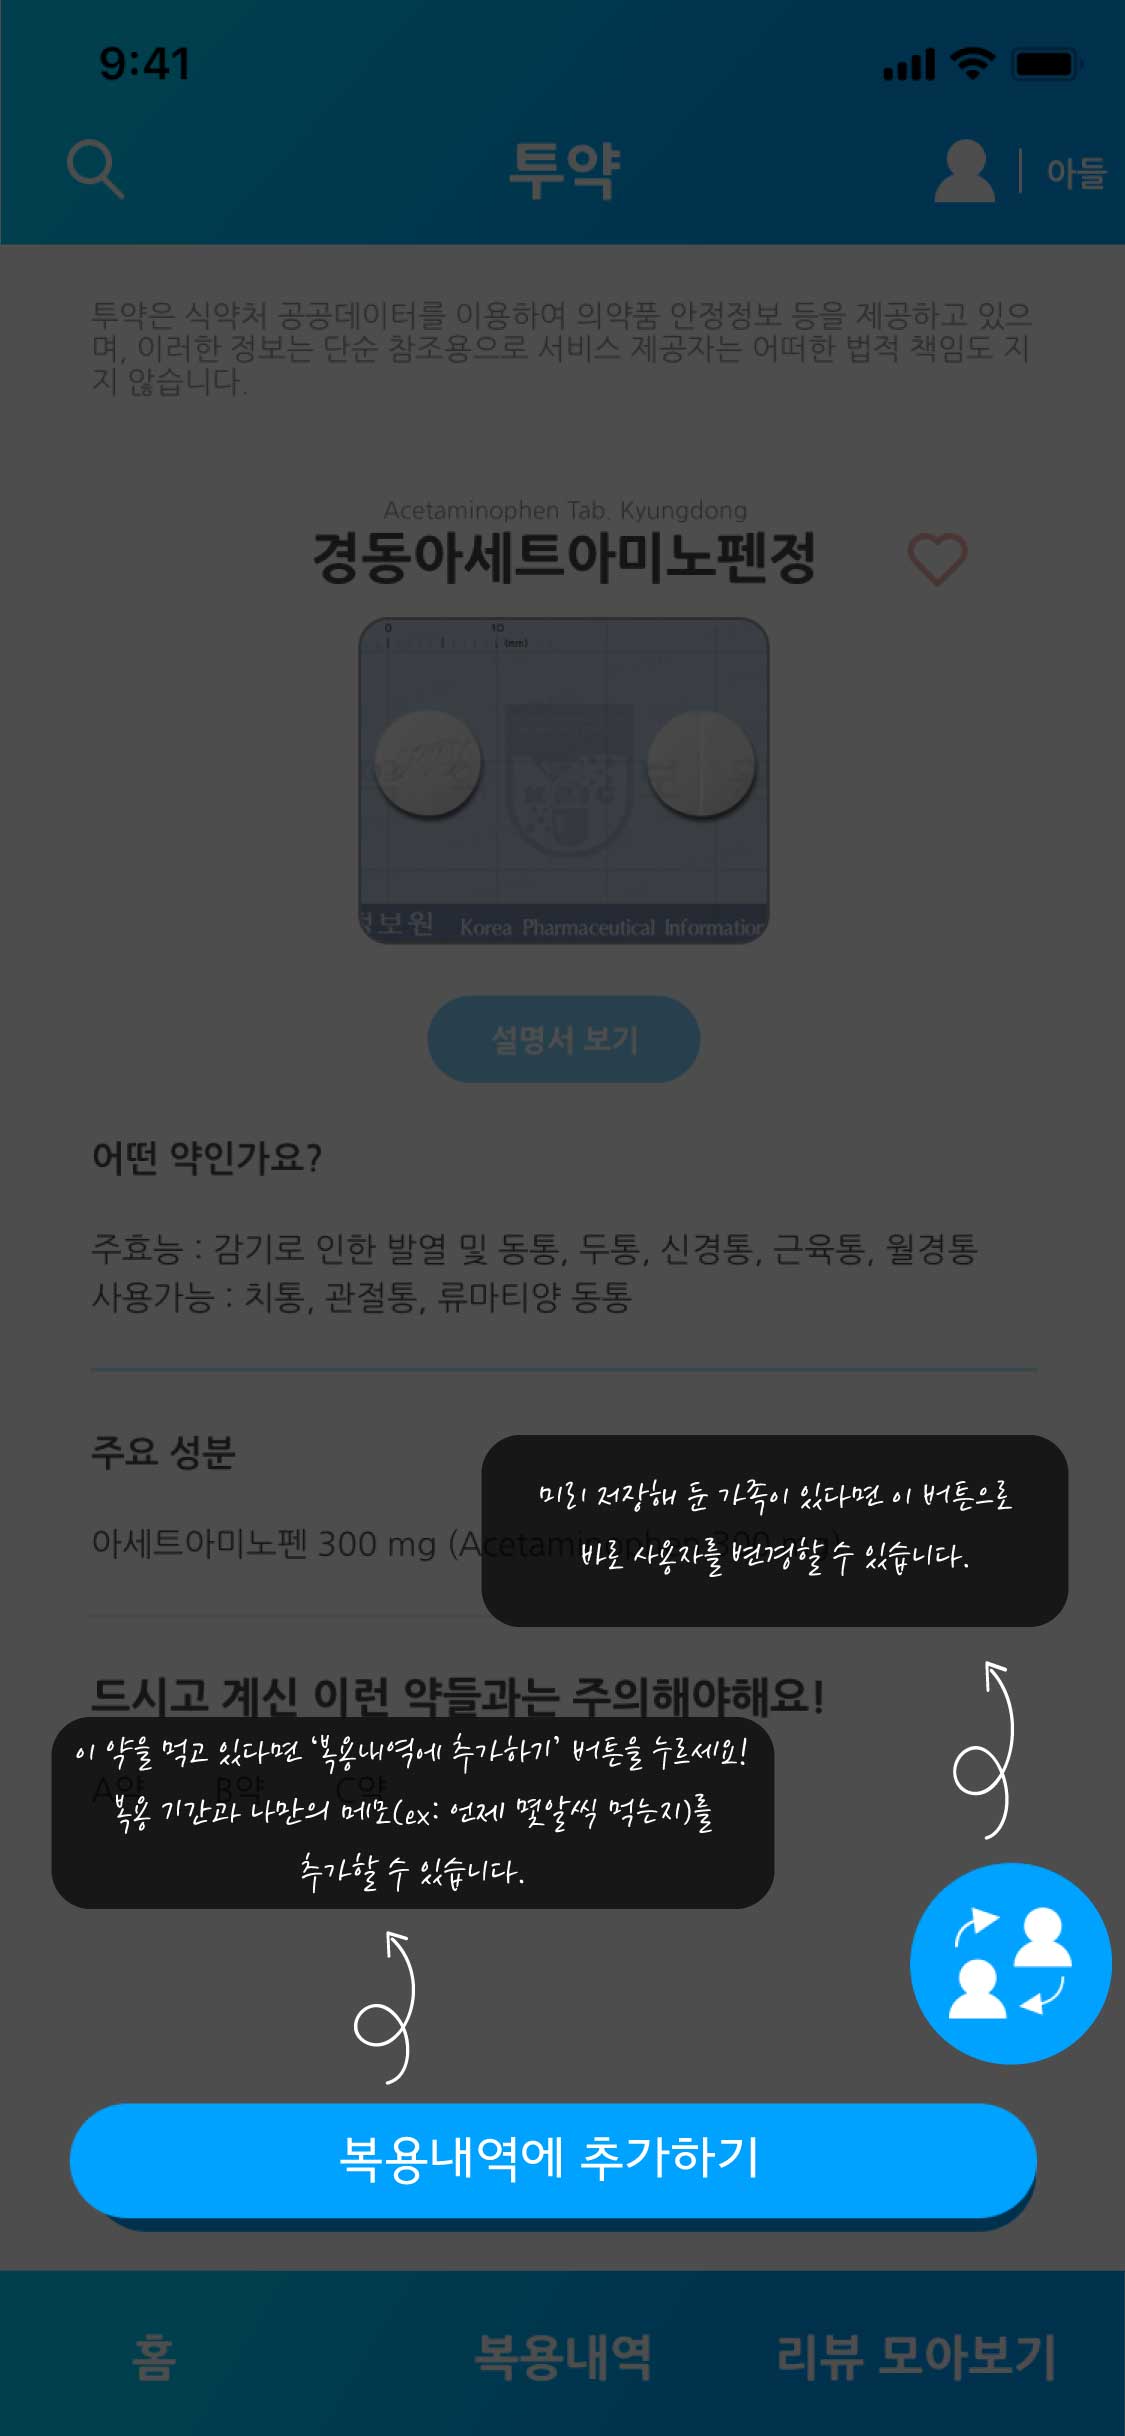 9:41
투약
아들
투약은 식약처 공공데이터를 이용하여 의약품 안정정보 등을 제공하고 있으
며, 이러한 정보는 단순 참조용으로 서비스 제공자는 어떠한 법적 책임도 지
지 않습니다.
Acetaminophen Tab. Kyungdong
경동아세트아미노펜정
0 10
(mm)
KPIC
정보원 Korea Pharmaceutical Information
설명서 보기
어떤 약인가요?
주효능 : 감기로 인한 발열 및 동통, 두통, 신경통, 근육통, 월경통
사용가능 : 치통, 관절통, 류마티양 동통
주요 성분
아세트아미노펜 300 mg (Acetaminophen 300 mg)
미리 저장해 둔 가족이 있다면 이 버튼으로
바로 사용자를 변경할 수 있습니다.
드시고 계신 이런 약들과는 주의해야해요!
A약 B약 C약
이 약을 먹고 있다면 ‘복용내역에 추가하기’ 버튼을 누르세요!
복용 기간과 나만의 메모(ex: 언제 몇알씩 먹는지)를
추가할 수 있습니다.
복용내역에 추가하기
홈
복용내역
리뷰 모아보기